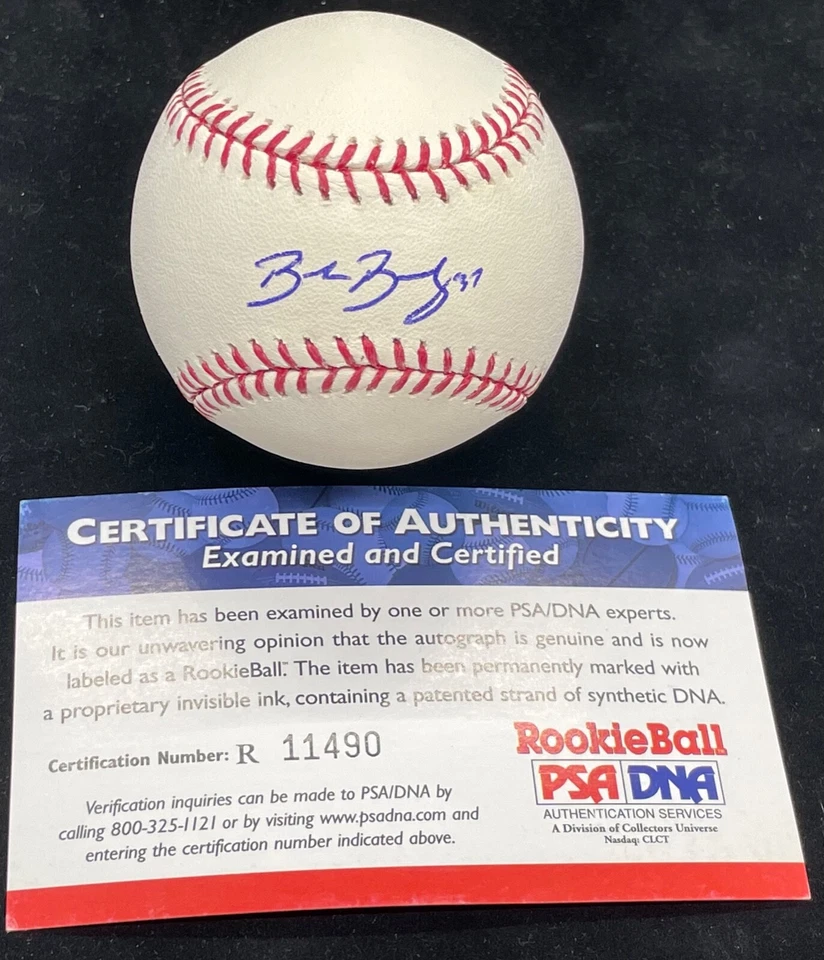 37
CERTIFICATE OF AUTHENTICITY
Examined and Certified
This item has been examined by one or more PSA/DNA experts.
It is our unwavering opinion that the autograph is genuine and is now
labeled as a RookieBall.™ The item has been permanently marked with
a proprietary invisible ink, containing a patented strand of synthetic DNA.
Certification Number: R 11490
Verification inquiries can be made to PSA/DNA by
calling 800-325-1121 or by visiting www.psadna.com and
entering the certification number indicated above.
RookieBall
PSA DNA
AUTHENTICATION SERVICES
A Division of Collectors Universe
Nasdaq: CLCT